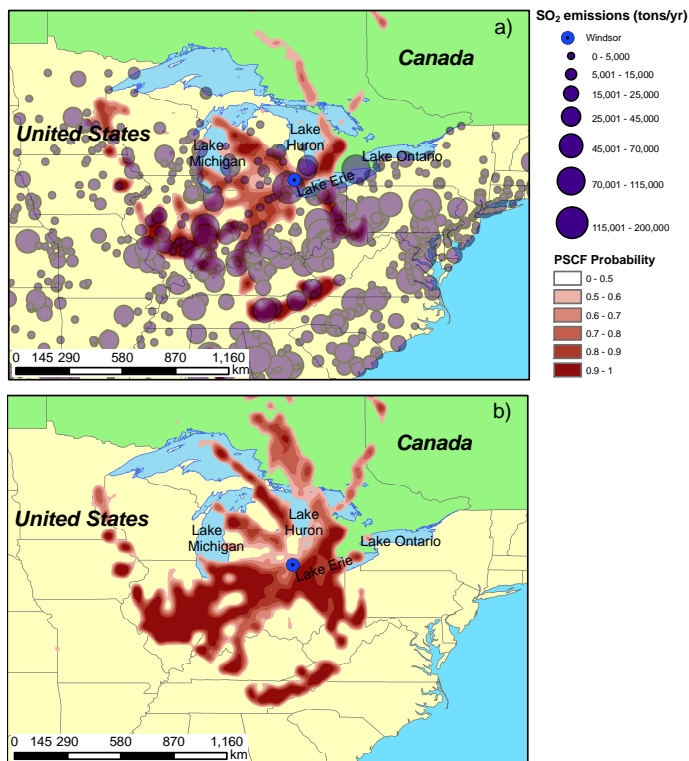 a)
Canada
United States
Lake
Michigan
Lake
Huron
Lake Ontario
Lake Erie
0 145 290 580 870 1,160
km
SO₂ emissions (tons/yr)
Windsor
0 - 5,000
5,001 - 15,000
15,001 - 25,000
25,001 - 45,000
45,001 - 70,000
70,001 - 115,000
115,001 - 200,000
PSCF Probability
0 - 0.5
0.5 - 0.6
0.6 - 0.7
0.7 - 0.8
0.8 - 0.9
0.9 - 1
b)
Canada
United States
Lake
Michigan
Lake
Huron
Lake Ontario
Lake Erie
0 145 290 580 870 1,160
km